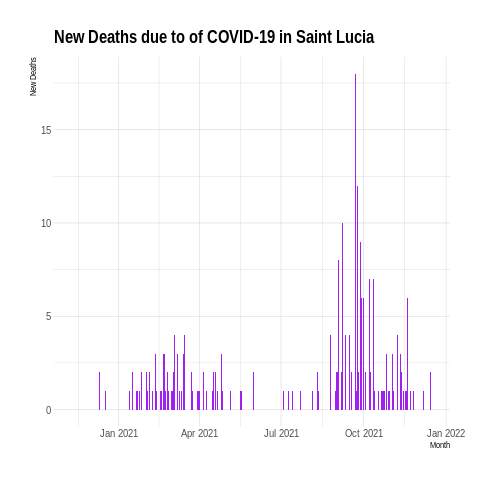 New Deaths due to of COVID-19 in Saint Lucia
New Deaths
15
10
5
0
Jan 2021 Apr 2021 Jul 2021 Oct 2021 Jan 2022
Month